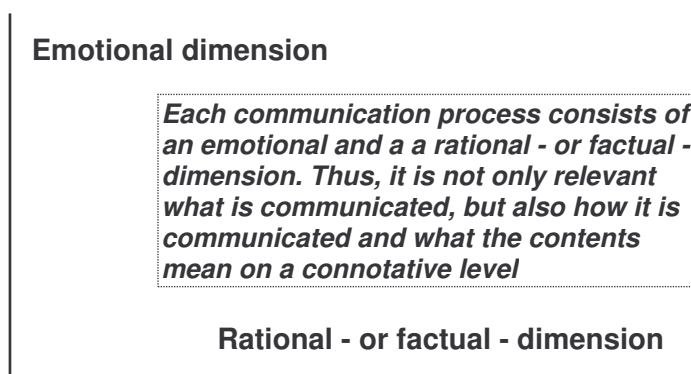 Emotional dimension
Each communication process consists of
an emotional and a a rational - or factual -
dimension. Thus, it is not only relevant
what is communicated, but also how it is
communicated and what the contents
mean on a connotative level
Rational - or factual - dimension